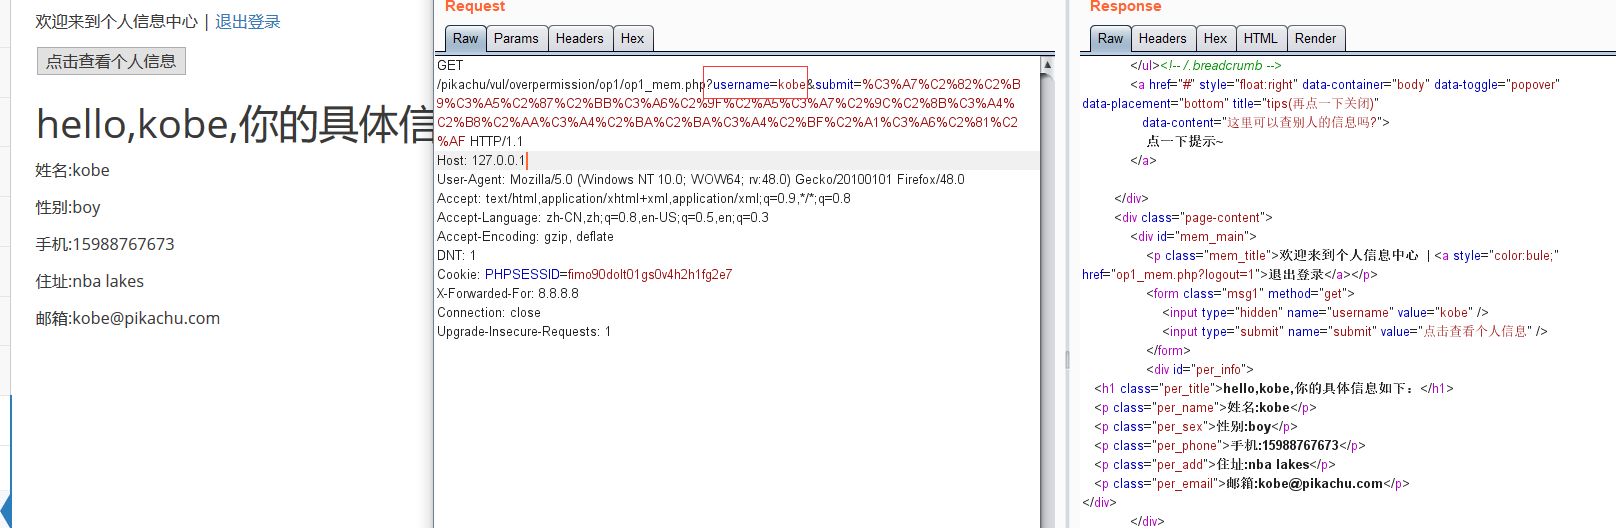 欢迎来到个人信息中心 | 退出登录
点击查看个人信息
hello,kobe,你的具体信
姓名:kobe
性别:boy
手机:15988767673
住址:nba lakes
邮箱:kobe@pikachu.com
Request
Raw Params Headers Hex
GET
/pikachu/vul/overpermission/op1/op1_mem.php?username=kobe&submit=%C3%A7%C2%82%C2%B
9%C3%A5%C2%87%C2%BB%C3%A6%C2%9F%C2%A5%C3%A7%C2%9C%C2%8B%C3%A4%
C2%B8%C2%AA%C3%A4%C2%BA%C2%BA%C3%A4%C2%BF%C2%A1%C3%A6%C2%81%C2
%AF HTTP/1.1
Host: 127.0.0.1
User-Agent: Mozilla/5.0 (Windows NT 10.0; WOW64; rv:48.0) Gecko/20100101 Firefox/48.0
Accept: text/html,application/xhtml+xml,application/xml;q=0.9,*/*;q=0.8
Accept-Language: zh-CN,zh;q=0.8,en-US;q=0.5,en;q=0.3
Accept-Encoding: gzip, deflate
DNT: 1
Cookie: PHPSESSID=fimo90dolt01gs0v4h2h1fg2e7
X-Forwarded-For: 8.8.8.8
Connection: close
Upgrade-Insecure-Requests: 1
Response
Raw Headers Hex HTML Render
</ul><!-- /.breadcrumb -->
<a href="#" style="float:right" data-container="body" data-toggle="popover"
data-placement="bottom" title="tips(再点一下关闭)"
data-content="这里可以查别人的信息吗?">
点一下提示~
</a>
</div>
<div class="page-content">
<div id="mem_main">
<p class="mem_title">欢迎来到个人信息中心 | <a style="color:bule;"
href="op1_mem.php?logout=1">退出登录</a></p>
<form class="msg1" method="get">
<input type="hidden" name="username" value="kobe" />
<input type="submit" name="submit" value="点击查看个人信息" />
</form>
<div id="per_info">
<h1 class="per_title">hello,kobe,你的具体信息如下：</h1>
<p class="per_name">姓名:kobe</p>
<p class="per_sex">性别:boy</p>
<p class="per_phone">手机:15988767673</p>
<p class="per_add">住址:nba lakes</p>
<p class="per_email">邮箱:kobe@pikachu.com</p>
</div>
</div>